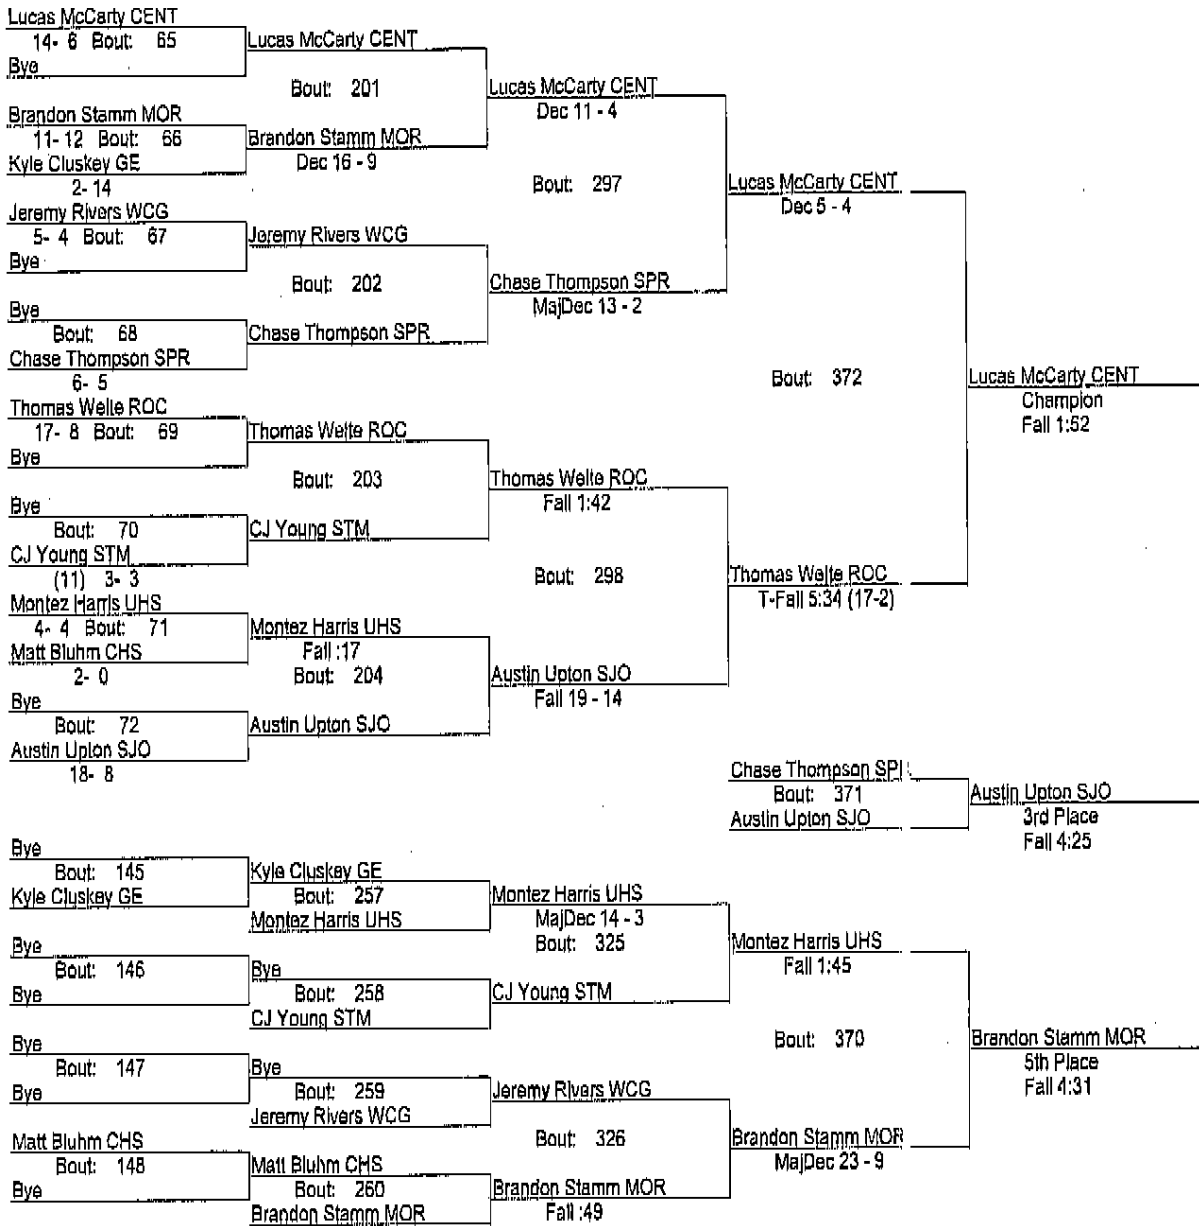 Lucas McCarty CENT
14- 6 Bout: 65
Bye
Lucas McCarty CENT
Bout: 201
Brandon Stamm MOR
11- 12 Bout: 66
Kyle Cluskey GE
2- 14
Brandon Stamm MOR
Dec 16 - 9
Lucas McCarty CENT
Dec 11 - 4
Bout: 297
Jeremy Rivers WCG
5- 4 Bout: 67
Bye
Jeremy Rivers WCG
Bout: 202
Bye
Bout: 68
Chase Thompson SPR
6- 5
Chase Thompson SPR
Chase Thompson SPR
MajDec 13 - 2
Lucas McCarty CENT
Dec 5 - 4
Bout: 372
Thomas Welte ROC
17- 8 Bout: 69
Bye
Thomas Welte ROC
Bout: 203
Bye
Bout: 70
CJ Young STM
(11) 3- 3
CJ Young STM
Thomas Welte ROC
Fall 1:42
Bout: 298
Montez Harris UHS
4- 4 Bout: 71
Matt Bluhm CHS
2- 0
Montez Harris UHS
Fall :17
Bout: 204
Bye
Bout: 72
Austin Upton SJO
18- 8
Austin Upton SJO
Austin Upton SJO
Fall 19 - 14
Thomas Welte ROC
T-Fall 5:34 (17-2)
Lucas McCarty CENT
Champion
Fall 1:52
Chase Thompson SPR
Bout: 371
Austin Upton SJO
Austin Upton SJO
3rd Place
Fall 4:25
Bye
Bout: 145
Kyle Cluskey GE
Kyle Cluskey GE
Bout: 257
Montez Harris UHS
Montez Harris UHS
MajDec 14 - 3
Bout: 325
Bye
Bout: 146
Bye
Bye
Bout: 258
CJ Young STM
CJ Young STM
Montez Harris UHS
Fall 1:45
Bout: 370
Bye
Bout: 147
Bye
Bye
Bout: 259
Jeremy Rivers WCG
Jeremy Rivers WCG
Bout: 326
Matt Bluhm CHS
Bout: 148
Bye
Matt Bluhm CHS
Bout: 260
Brandon Stamm MOR
Brandon Stamm MOR
Fall :49
Brandon Stamm MOR
MajDec 23 - 9
Brandon Stamm MOR
5th Place
Fall 4:31